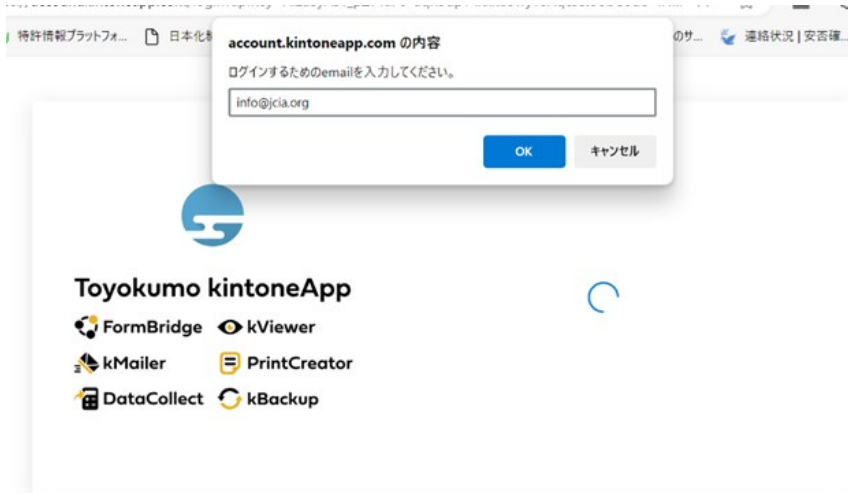 特許情報プラットフォ...
日本化
のサ...
連絡状況 | 安否確...
account.kintoneapp.com の内容
ログインするためのemailを入力してください。
info@jcia.org
OK
キャンセル
Toyokumo kintoneApp
FormBridge
kViewer
kMailer
PrintCreator
DataCollect
kBackup